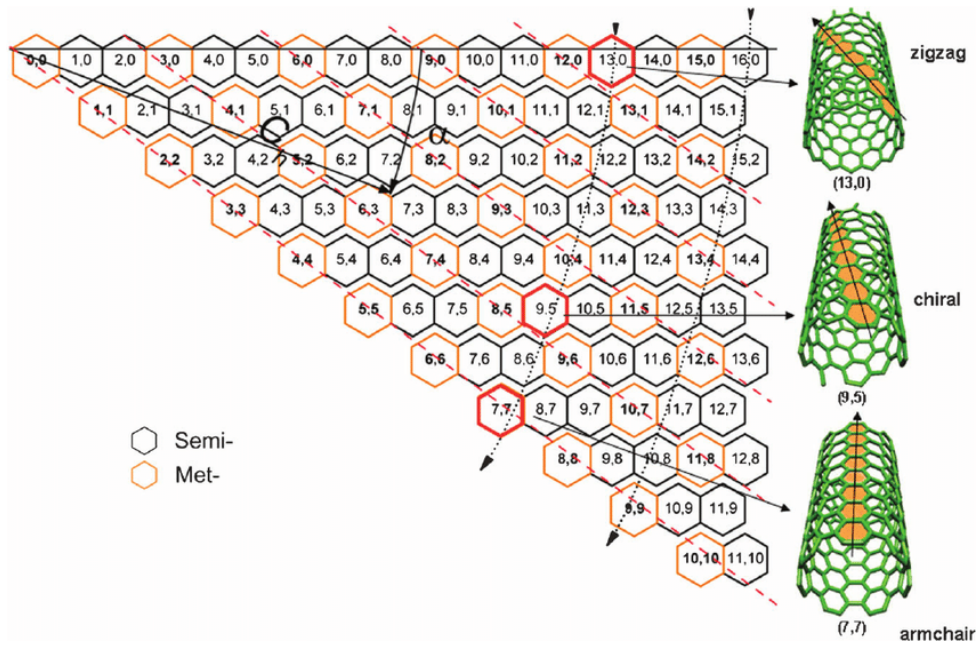 0,0 1,0 2,0 3,0 4,0 5,0 6,0 7,0 8,0 9,0 10,0 11,0 12,0 13,0 14,0 15,0 16,0
zigzag
1,1 2,1 3,1 4,1 5,1 6,1 7,1 8,1 9,1 10,1 11,1 12,1 13,1 14,1 15,1
Ch
α
2,2 3,2 4,2 5,2 6,2 7,2 8,2 9,2 10,2 11,2 12,2 13,2 14,2 15,2
(13,0)
3,3 4,3 5,3 6,3 7,3 8,3 9,3 10,3 11,3 12,3 13,3 14,3
4,4 5,4 6,4 7,4 8,4 9,4 10,4 11,4 12,4 13,4 14,4
chiral
5,5 6,5 7,5 8,5 9,5 10,5 11,5 12,5 13,5
6,6 7,6 8,6 9,6 10,6 11,6 12,6 13,6
(9,5)
7,7 8,7 9,7 10,7 11,7 12,7
Semi-
8,8 9,8 10,8 11,8 12,8
Met-
9,9 10,9 11,9
10,10 11,10
(7,7)
armchair